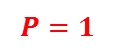 P = 1